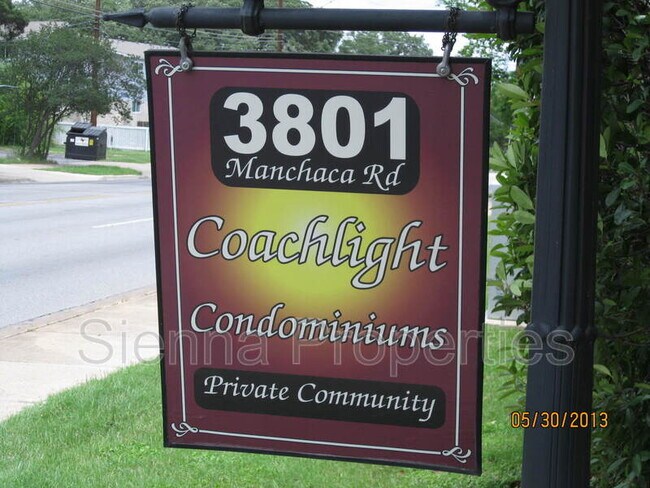 3801
Manchaca Rd
Coachlight
Condominiums
Sienna Properties
Private Community
05/30/2013